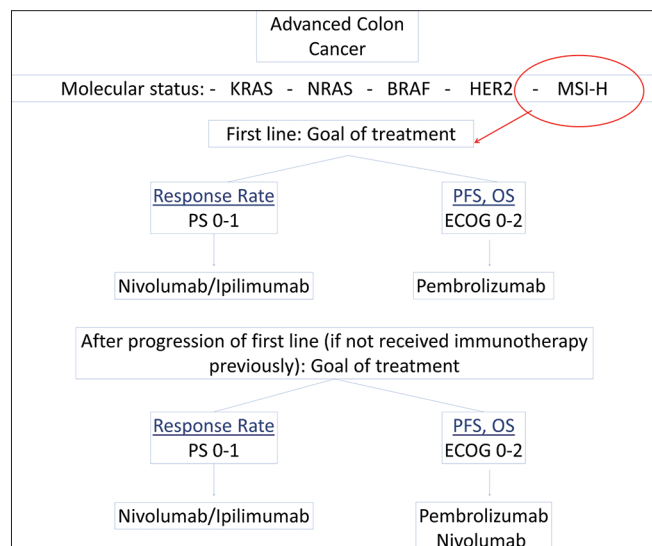 Advanced Colon
Cancer
Molecular status: - KRAS - NRAS - BRAF - HER2 - MSI-H
First line: Goal of treatment
Response Rate
PS 0-1
PFS, OS
ECOG 0-2
Nivolumab/Ipilimumab
Pembrolizumab
After progression of first line (if not received immunotherapy
previously): Goal of treatment
Response Rate
PS 0-1
PFS, OS
ECOG 0-2
Nivolumab/Ipilimumab
Pembrolizumab
Nivolumab